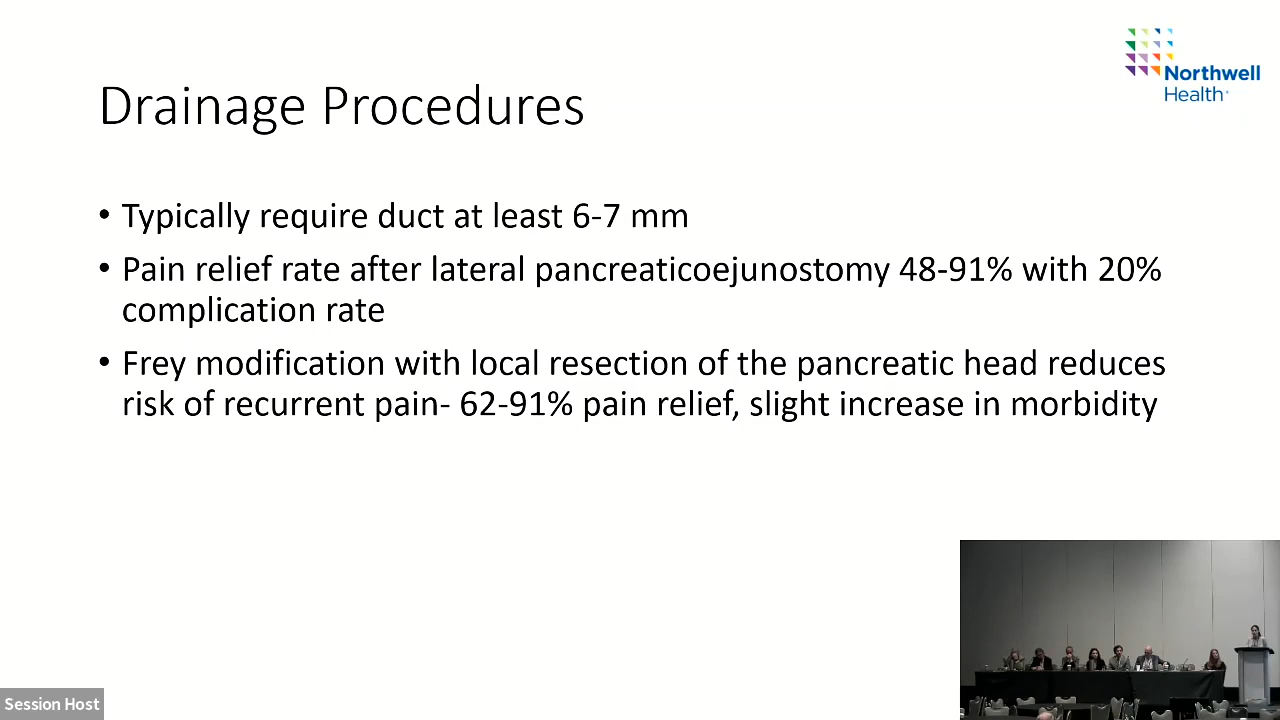 Northwell
Health
Drainage Procedures
• Typically require duct at least 6-7 mm
• Pain relief rate after lateral pancreaticoejunostomy 48-91% with 20%
complication rate
• Frey modification with local resection of the pancreatic head reduces
risk of recurrent pain- 62-91% pain relief, slight increase in morbidity
Session Host